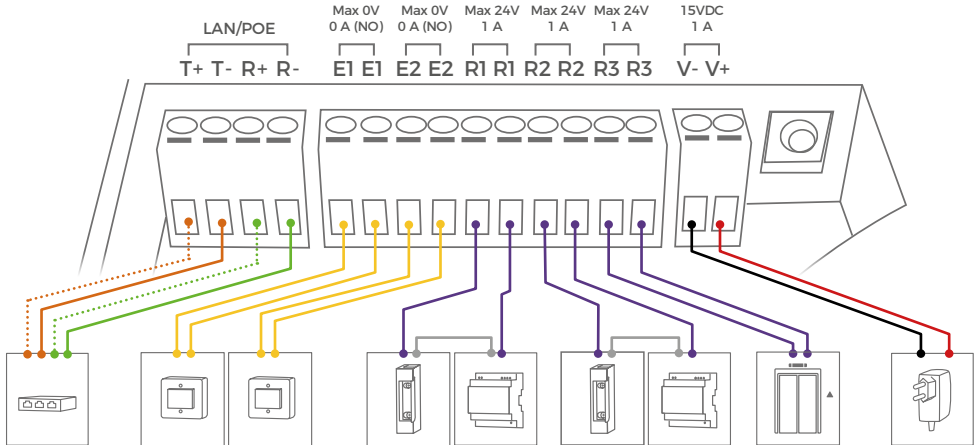 LAN/POE
Max 0V
0 A (NO)
Max 0V
0 A (NO)
Max 24V
1 A
Max 24V
1 A
Max 24V
1 A
15VDC
1 A
T+ T- R+ R- E1 E1 E2 E2 R1 R1 R2 R2 R3 R3 V- V+